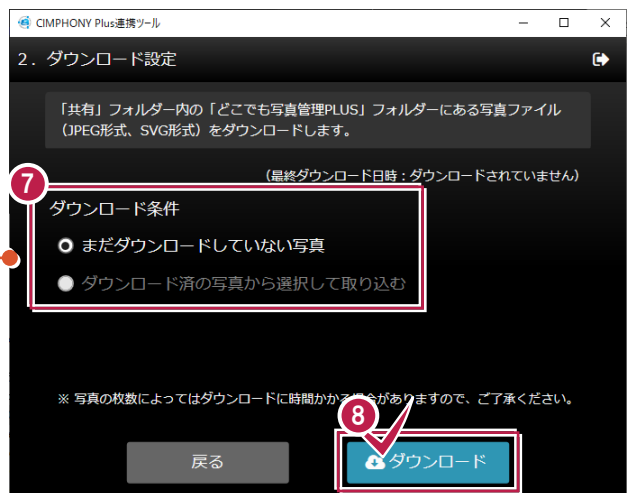 CIMPHONY Plus連携ツール
2. ダウンロード設定
「共有」フォルダー内の「どこでも写真管理PLUS」フォルダーにある写真ファイル
（JPEG形式、SVG形式）をダウンロードします。
（最終ダウンロード日時：ダウンロードされていません）
7
ダウンロード条件
まだダウンロードしていない写真
ダウンロード済の写真から選択して取り込む
※ 写真の枚数によってはダウンロードに時間がかかる場合がありますので、ご了承ください。
8
戻る
ダウンロード